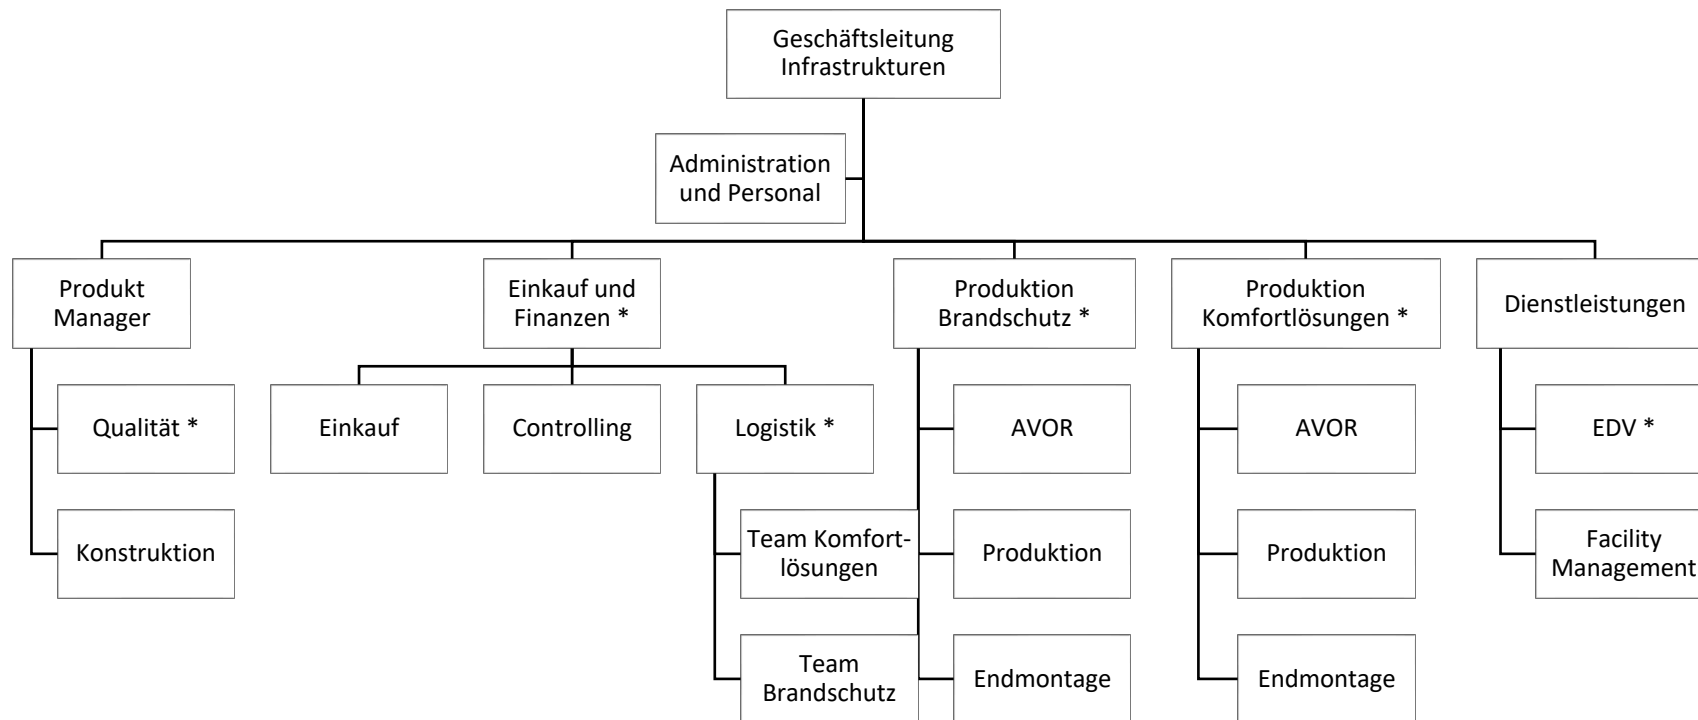 Geschäftsleitung
Infrastrukturen
Administration
und Personal
Produkt
Manager
Einkauf und
Finanzen *
Produktion
Brandschutz *
Produktion
Komfortlösungen *
Dienstleistungen
Qualität *
Einkauf
Controlling
Logistik *
AVOR
AVOR
EDV *
Konstruktion
Team Komfort-
lösungen
Produktion
Produktion
Facility
Management
Team
Brandschutz
Endmontage
Endmontage